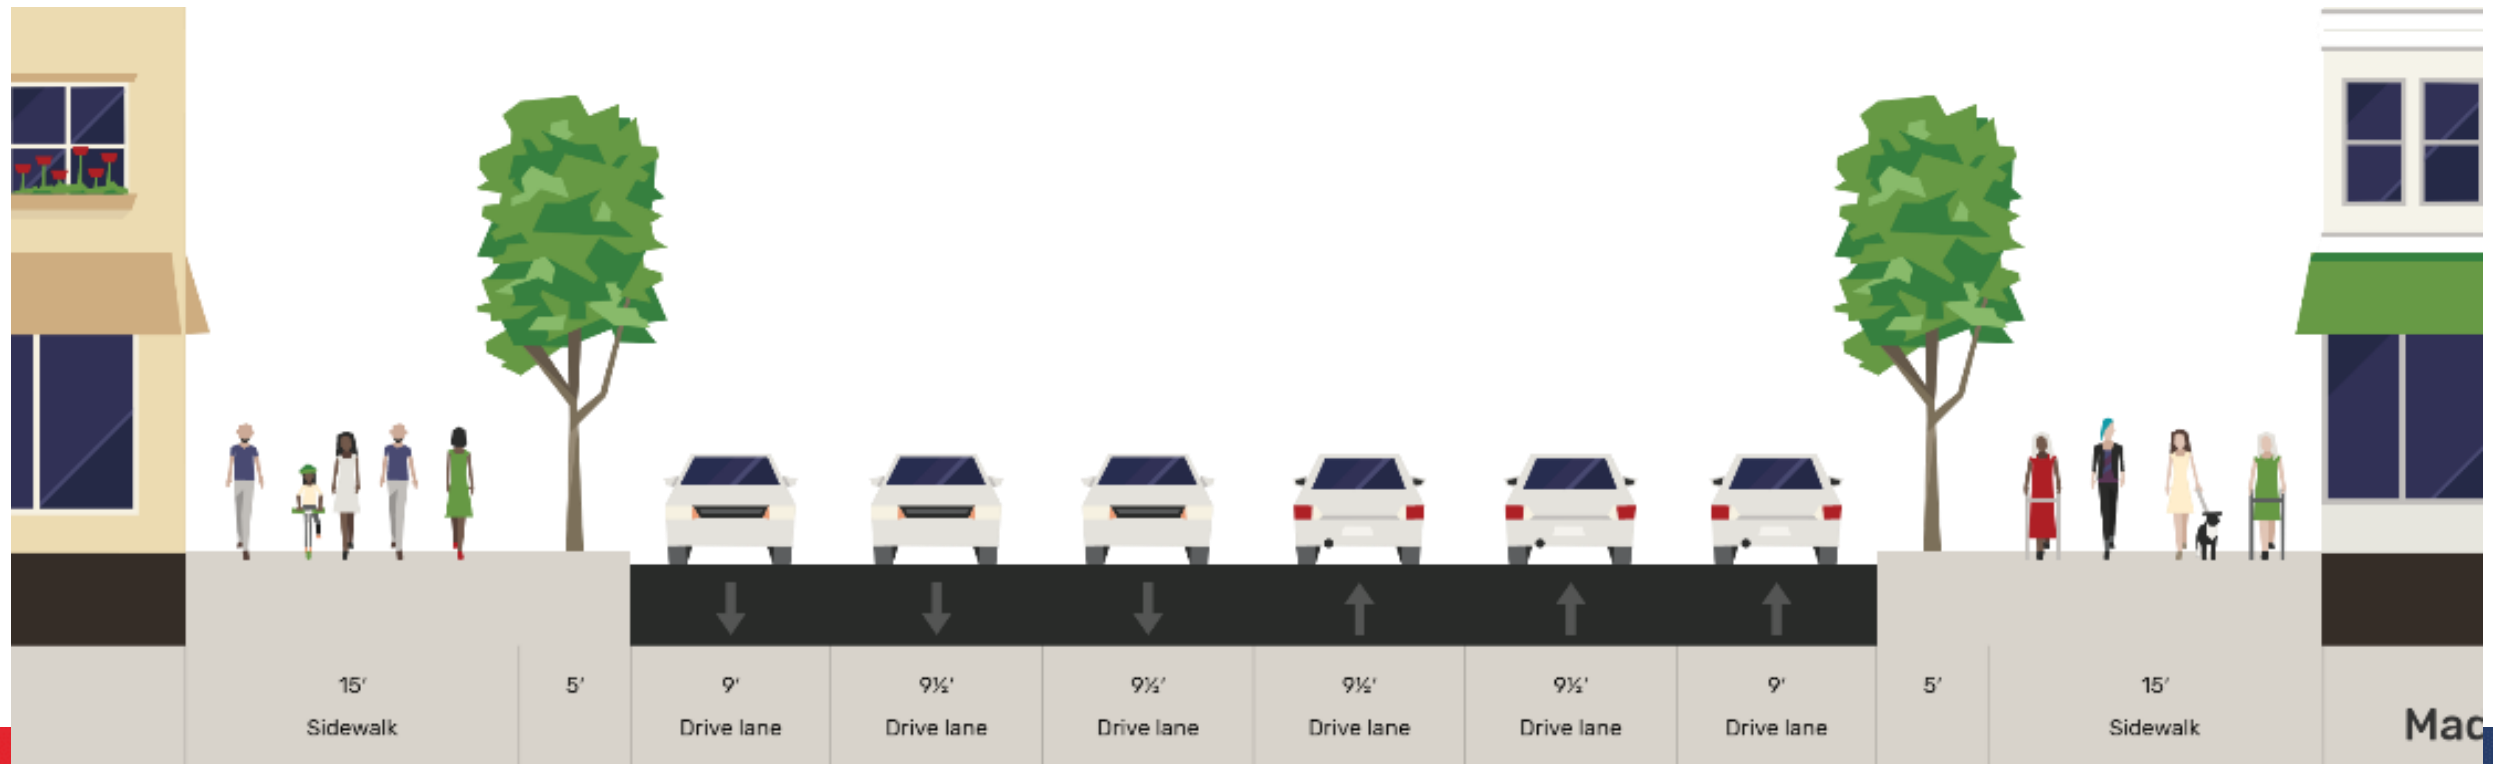 15′ 5′ 9′ 9½′ 9½′ 9½′ 9½′ 9′ 5′ 15′
Sidewalk Drive lane Drive lane Drive lane Drive lane Drive lane Drive lane Sidewalk
Mac